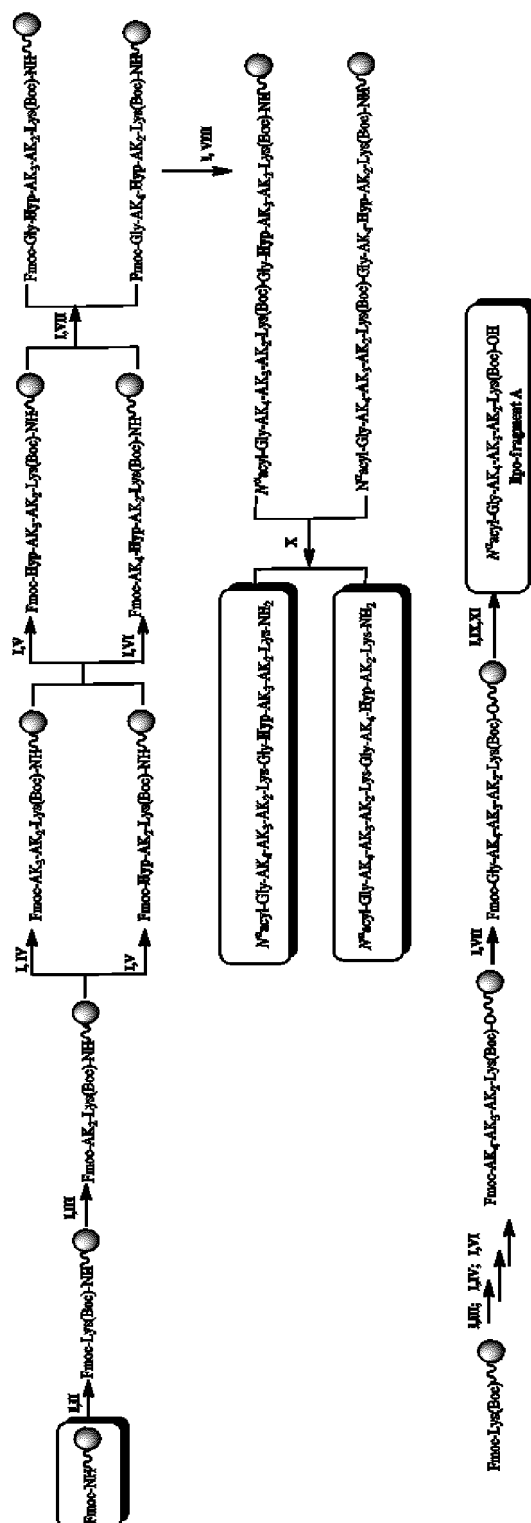 Fmoc-NH
I,II
Fmoc-Lys(Boc)-NH
I,III
Fmoc-AK₂-Lys(Boc)-NH
I, IV
Fmoc-AK₃-AK₂-Lys(Boc)-NH
I,V
Fmoc-Hyp-AK₂-Lys(Boc)-NH
I,V
Fmoc-Hyp-AK₃-AK₂-Lys(Boc)-NH
I,VI
Fmoc-AK₄-Hyp-AK₂-Lys(Boc)-NH
I,VII
Fmoc-Gly-Hyp-AK₃-AK₂-Lys(Boc)-NH
Fmoc-Gly-AK₄-Hyp-AK₂-Lys(Boc)-NH
I, VIII
Nᵅacyl-Gly-AK₄-AK₃-AK₂-Lys(Boc)-Gly-Hyp-AK₃-AK₂-Lys(Boc)-NH
Nᵅacyl-Gly-AK₄-AK₃-AK₂-Lys(Boc)-Gly-AK₄-Hyp-AK₂-Lys(Boc)-NH
X
Nᵅacyl-Gly-AK₄-AK₃-AK₂-Lys-Gly-Hyp-AK₃-AK₂-Lys-NH₂
Nᵅacyl-Gly-AK₄-AK₃-AK₂-Lys-Gly-AK₄-Hyp-AK₂-Lys-NH₂
Fmoc-Lys(Boc)
I,III; I,IV; I,VI
Fmoc-AK₄-AK₃-AK₂-Lys(Boc)-O
I,VII
Fmoc-Gly-AK₄-AK₃-AK₂-Lys(Boc)-O
I,IX,XI
Nᵅacyl-Gly-AK₄-AK₃-AK₂-Lys(Boc)-OH
lipo-fragment A